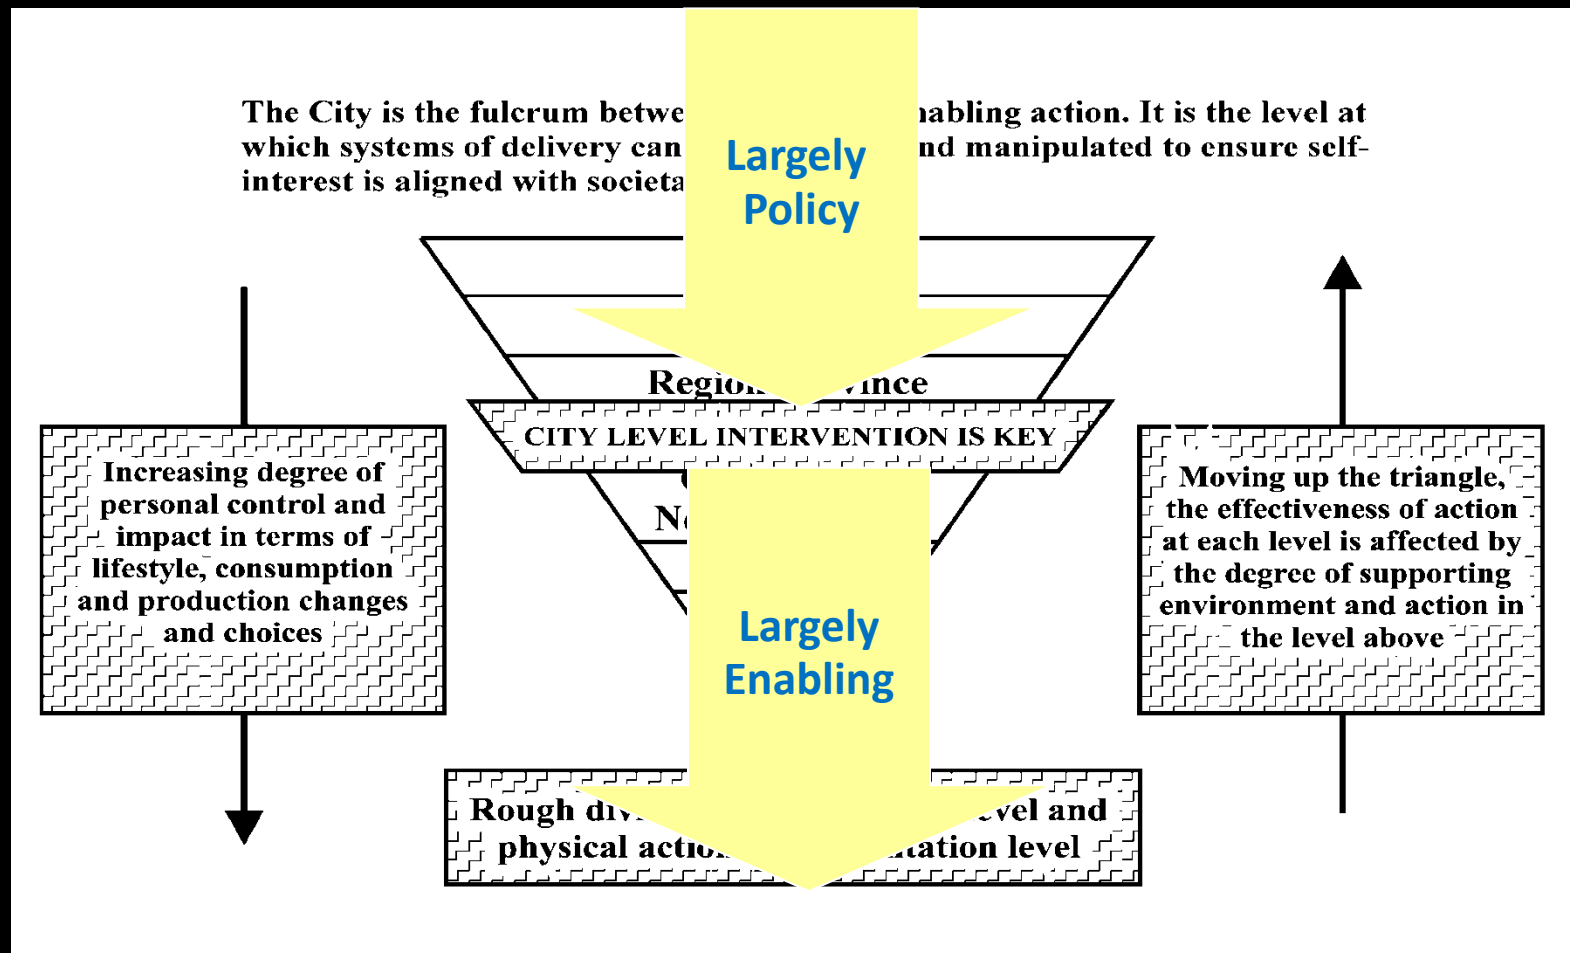 The City is the fulcrum abling action. It is the level at
which systems of delivery can nd manipulated to ensure self-
interest is aligned with
Largely
Policy
CITY LEVEL INTERVENTION IS KEY
Increasing degree of
personal control and
impact in terms of
lifestyle, consumption
and production changes
and choices
Moving up the triangle,
the effectiveness of action
at each level is affected by
the degree of supporting
environment and action in
the level above
Largely
Enabling
Rough and
physical level